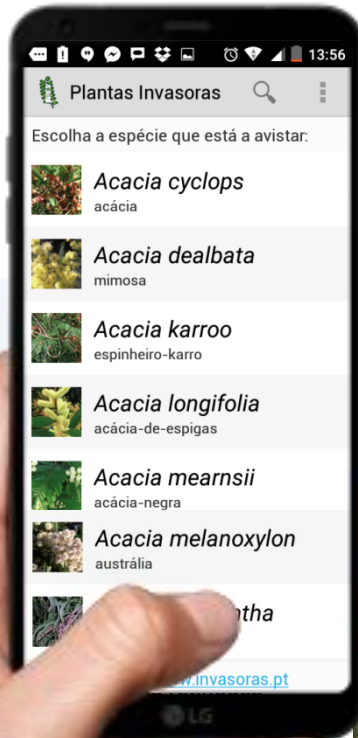 13:56
Plantas Invasoras
Escolha a espécie que está a avistar:
Acacia cyclops
acácia
Acacia dealbata
mimosa
Acacia karroo
espinheiro-karro
Acacia longifolia
acácia-de-espigas
Acacia mearnsii
acácia-negra
Acacia melanoxylon
austrália
invasoras.pt
LG